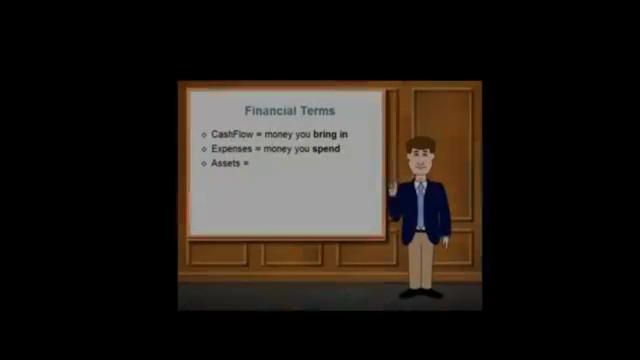 Financial Terms
CashFlow = money you bring in
Expenses = money you spend
Assets =